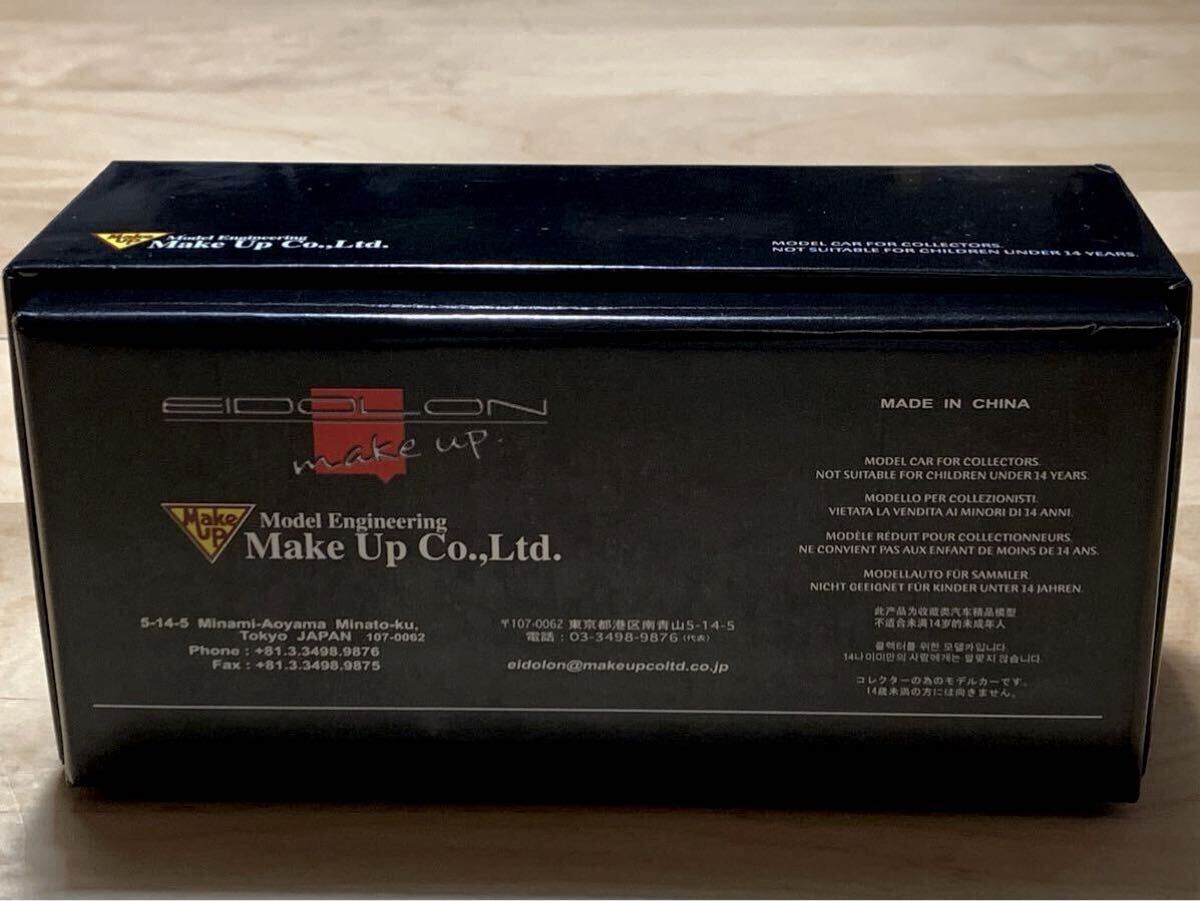 Make Up
Model Engineering
Make Up Co.,Ltd.
MODEL CAR FOR COLLECTORS.
NOT SUITABLE FOR CHILDREN UNDER 14 YEARS.
EIDOLON
make up.
Make Up
Model Engineering
Make Up Co.,Ltd.
5-14-5 Minami-Aoyama Minato-ku,
Tokyo JAPAN 107-0062
Phone : +81.3.3498.9876
Fax : +81.3.3498.9875
〒107-0062 東京都港区南青山5-14-5
電話：03-3498-9876 (代表)
eidolon@makeupcoltd.co.jp
MADE IN CHINA
MODEL CAR FOR COLLECTORS.
NOT SUITABLE FOR CHILDREN UNDER 14 YEARS.
MODELLO PER COLLEZIONISTI.
VIETATA LA VENDITA AI MINORI DI 14 ANNI.
MODÈLE RÉDUIT POUR COLLECTIONNEURS.
NE CONVIENT PAS AUX ENFANT DE MOINS DE 14 ANS.
MODELLAUTO FÜR SAMMLER.
NICHT GEEIGNET FÜR KINDER UNTER 14 JAHREN.
此产品为收藏类汽车精品模型
不适合未满14岁的未成年人
콜렉터를 위한 모델카입니다.
14나이미만의 사람에게는 알맞지 않습니다.
コレクターの為のモデルカーです。
14歳未満の方には向きません。